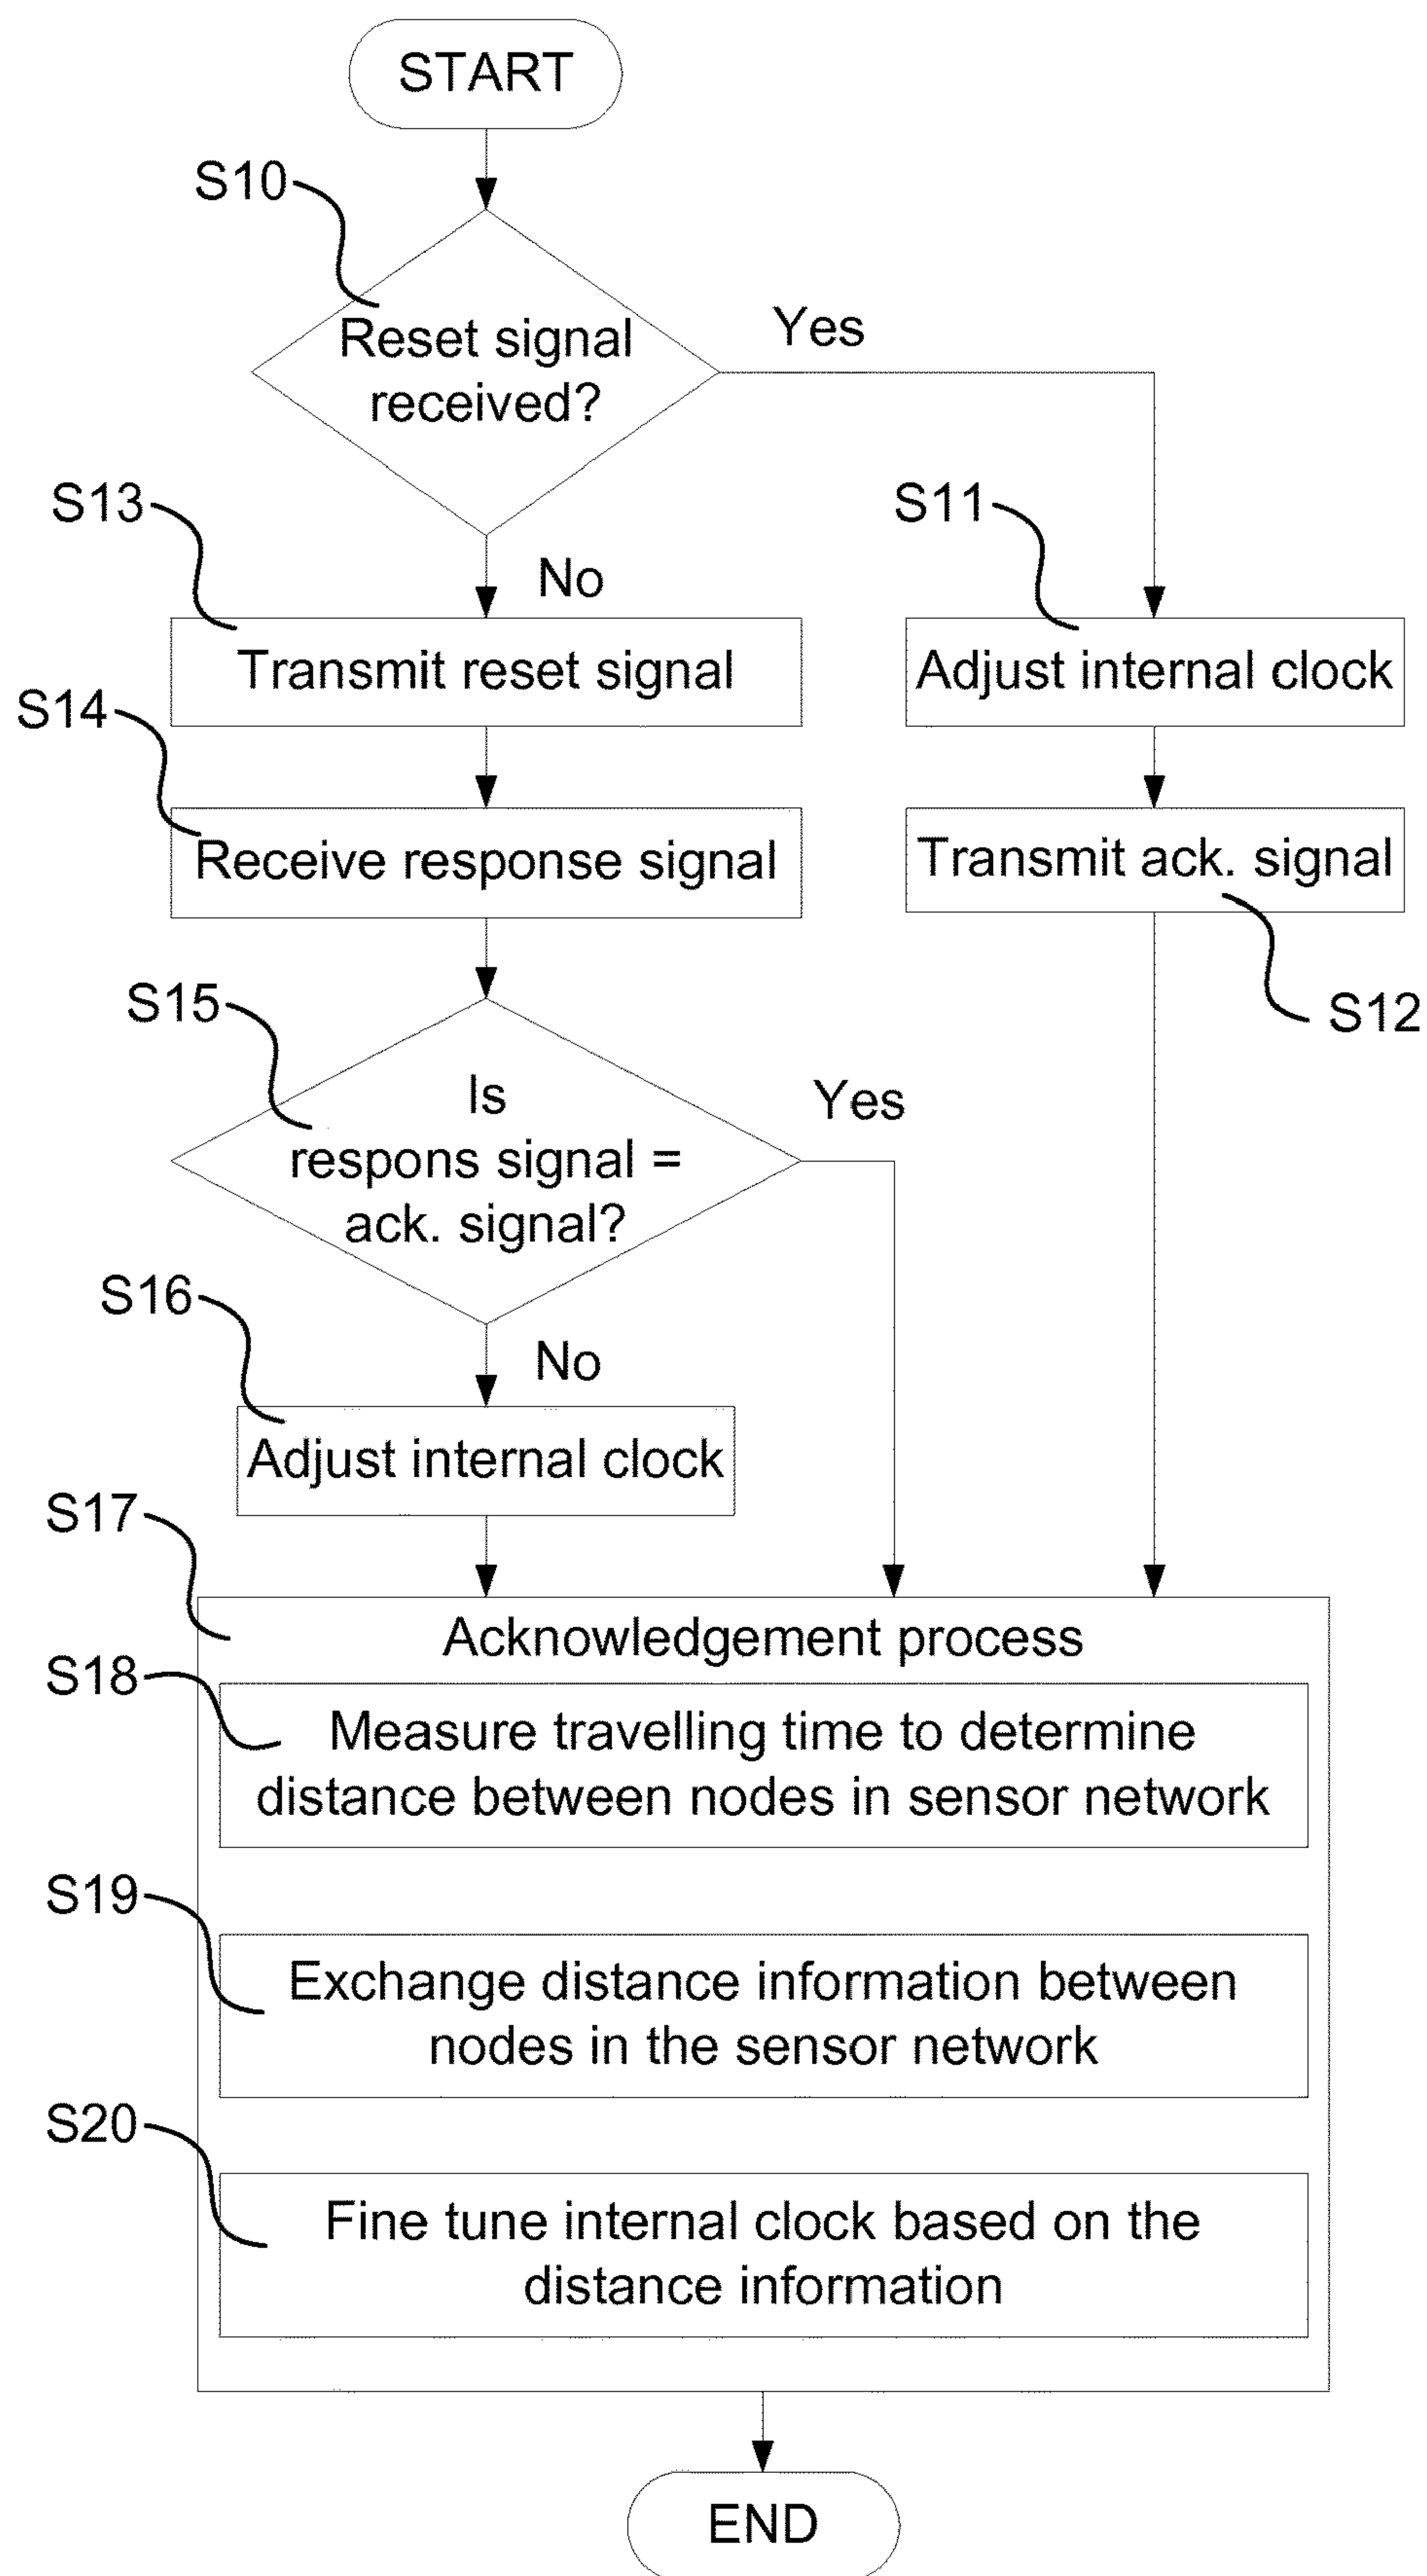 START
S10
Reset signal
received?
Yes
No
S13
Transmit reset signal
S11
Adjust internal clock
S14
Receive response signal
Transmit ack. signal
S12
S15
Is
respons signal =
ack. signal?
Yes
No
S16
Adjust internal clock
S17
Acknowledgement process
S18
Measure travelling time to determine
distance between nodes in sensor network
S19
Exchange distance information between
nodes in the sensor network
S20
Fine tune internal clock based on the
distance information
END